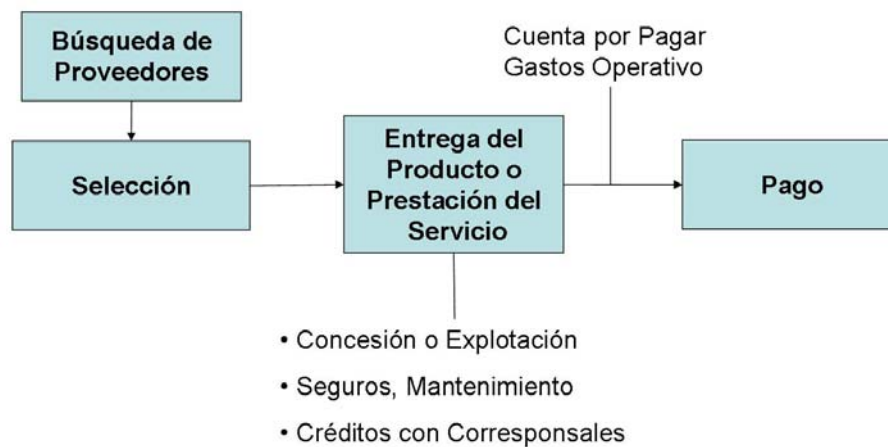 Búsqueda de
Proveedores
Selección
Entrega del
Producto o
Prestación del
Servicio
Cuenta por Pagar
Gastos Operativo
Pago
• Concesión o Explotación
• Seguros, Mantenimiento
• Créditos con Corresponsales